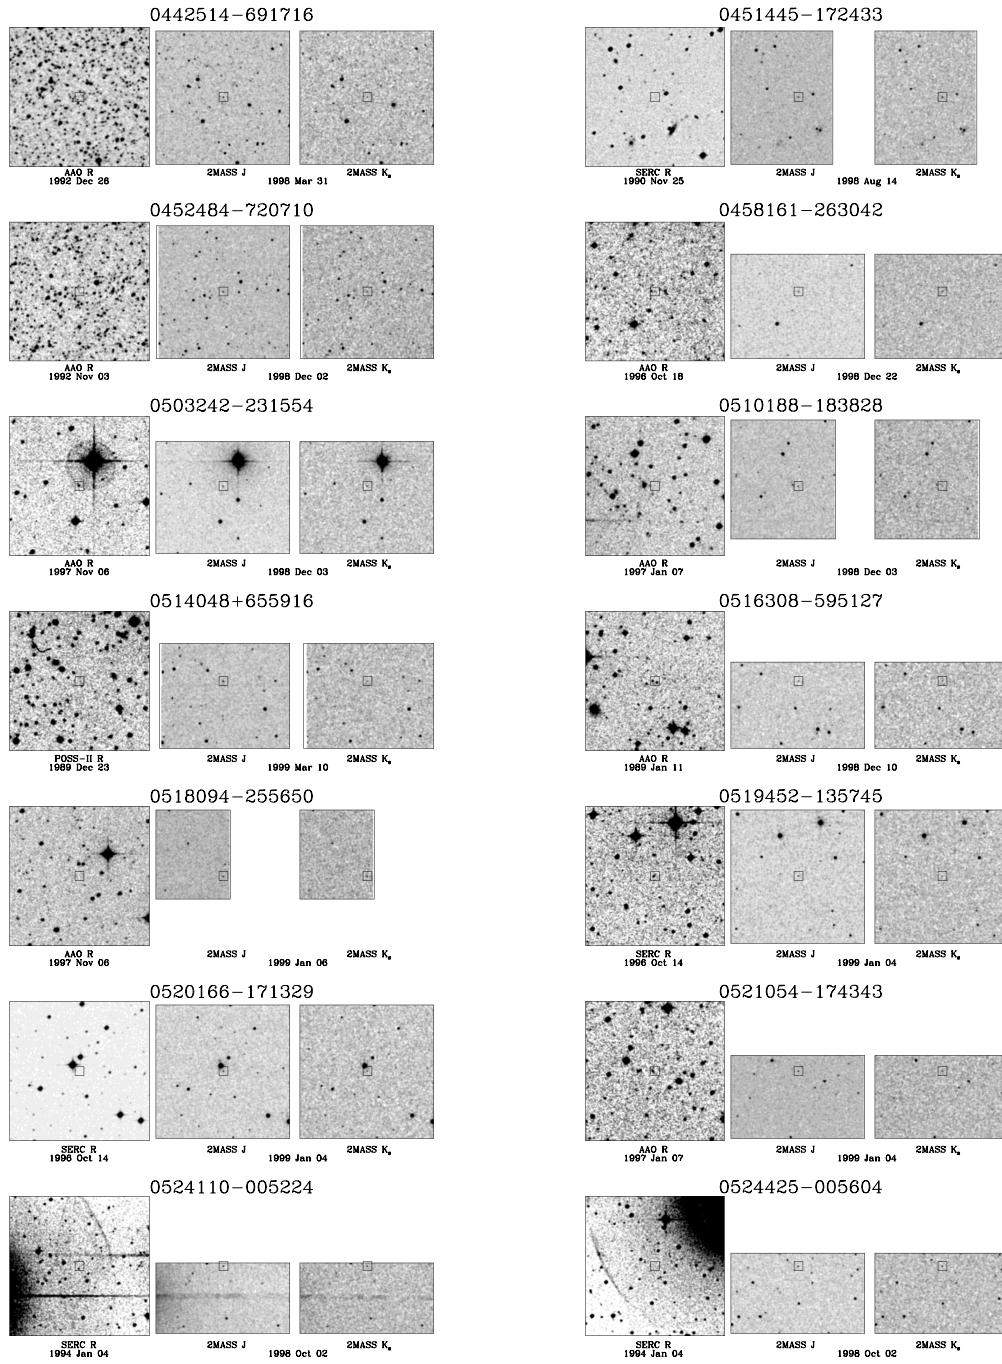 0442514-691716
AAO R
1992 Dec 26
2MASS J
1998 Mar 31
2MASS Ks
0451445-172433
SERC R
1990 Nov 25
2MASS J
1998 Aug 14
2MASS Ks
0452484-720710
AAO R
1992 Nov 03
2MASS J
1998 Dec 02
2MASS Ks
0458161-263042
AAO R
1996 Oct 18
2MASS J
1998 Dec 22
2MASS Ks
0503242-231554
AAO R
1997 Nov 06
2MASS J
1998 Dec 03
2MASS Ks
0510188-183828
AAO R
1997 Jan 07
2MASS J
1998 Dec 03
2MASS Ks
0514048+655916
POSS-II R
1989 Dec 23
2MASS J
1999 Mar 10
2MASS Ks
0516308-595127
AAO R
1989 Jan 11
2MASS J
1998 Dec 10
2MASS Ks
0518094-255650
AAO R
1997 Nov 06
2MASS J
1999 Jan 06
2MASS Ks
0519452-135745
SERC R
1996 Oct 14
2MASS J
1999 Jan 04
2MASS Ks
0520166-171329
SERC R
1996 Oct 14
2MASS J
1999 Jan 04
2MASS Ks
0521054-174343
AAO R
1997 Jan 07
2MASS J
1999 Jan 04
2MASS Ks
0524110-005224
SERC R
1994 Jan 04
2MASS J
1998 Oct 02
2MASS Ks
0524425-005604
SERC R
1994 Jan 04
2MASS J
1998 Oct 02
2MASS Ks